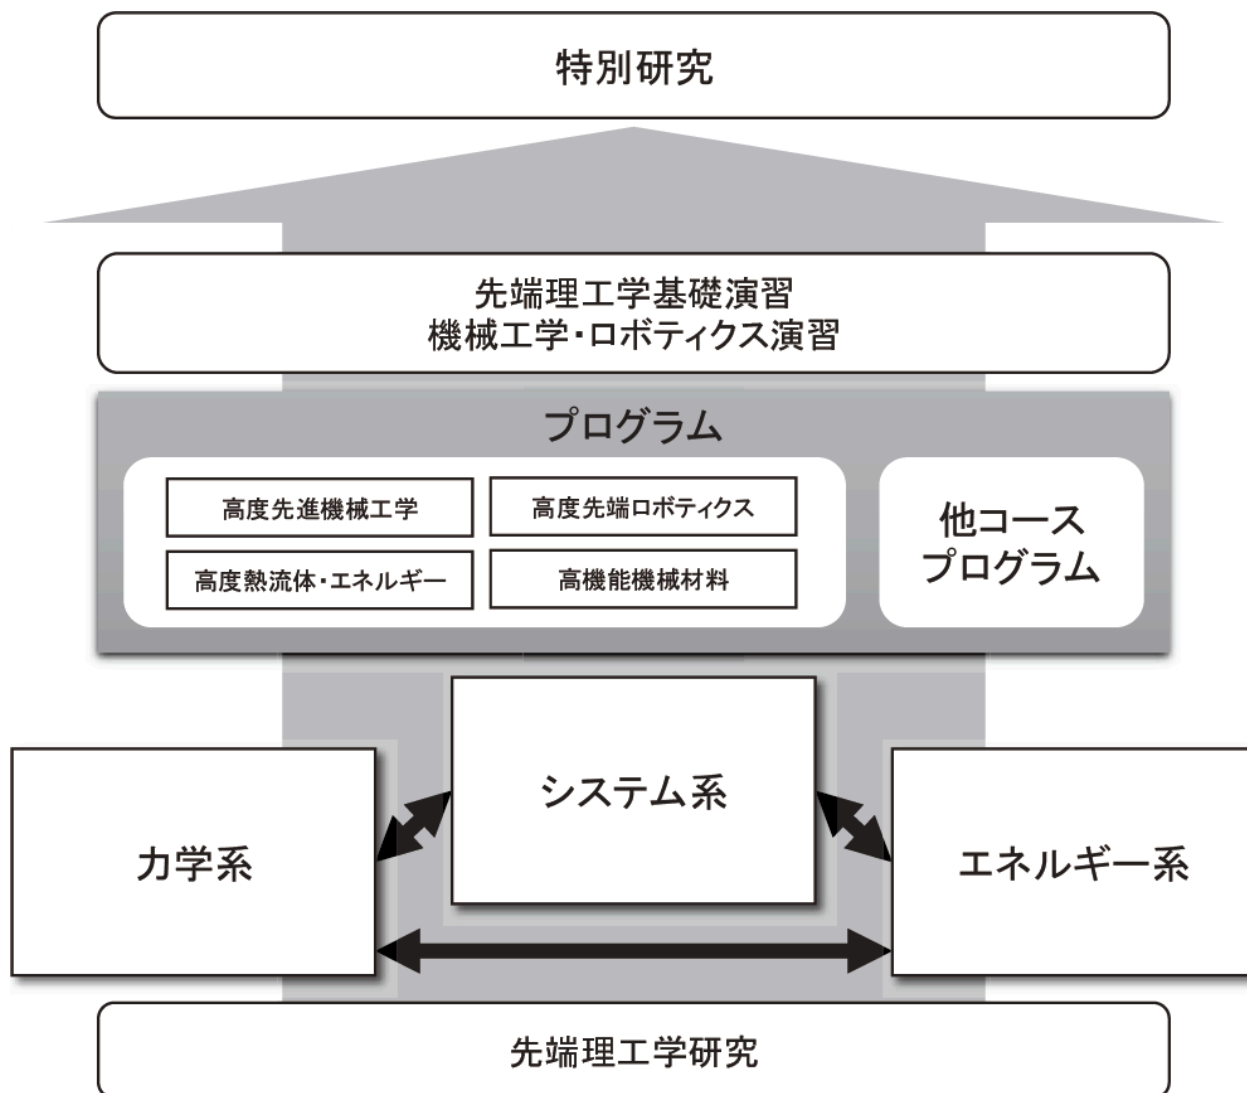 特別研究
先端理工学基礎演習
機械工学・ロボティクス演習
プログラム
高度先進機械工学
高度先端ロボティクス
高度熱流体・エネルギー
高機能機械材料
他コース
プログラム
システム系
力学系
エネルギー系
先端理工学研究